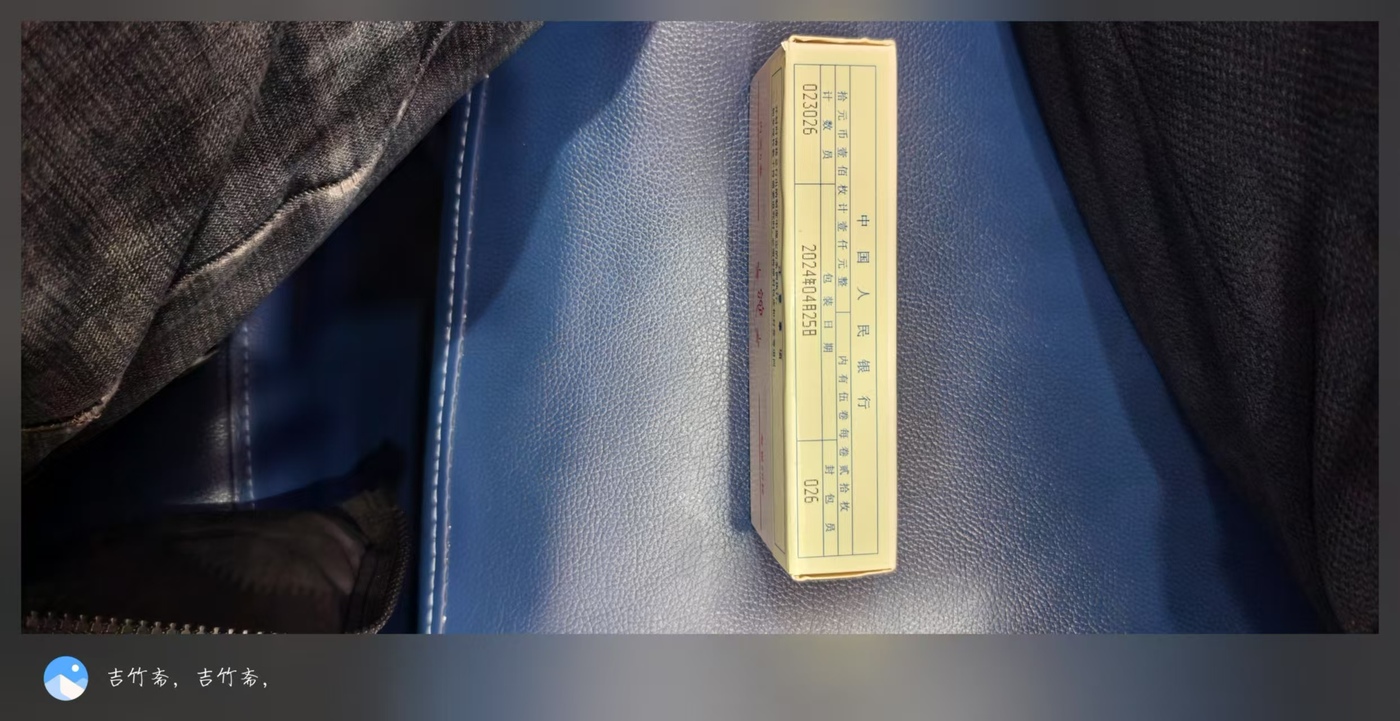 中国人民银行
拾元币壹佰枚计壹仟元整 内有伍卷每卷贰拾枚
计数员 包装日期 封包员
023026 2024年04月25日 026
吉竹斋，吉竹斋，